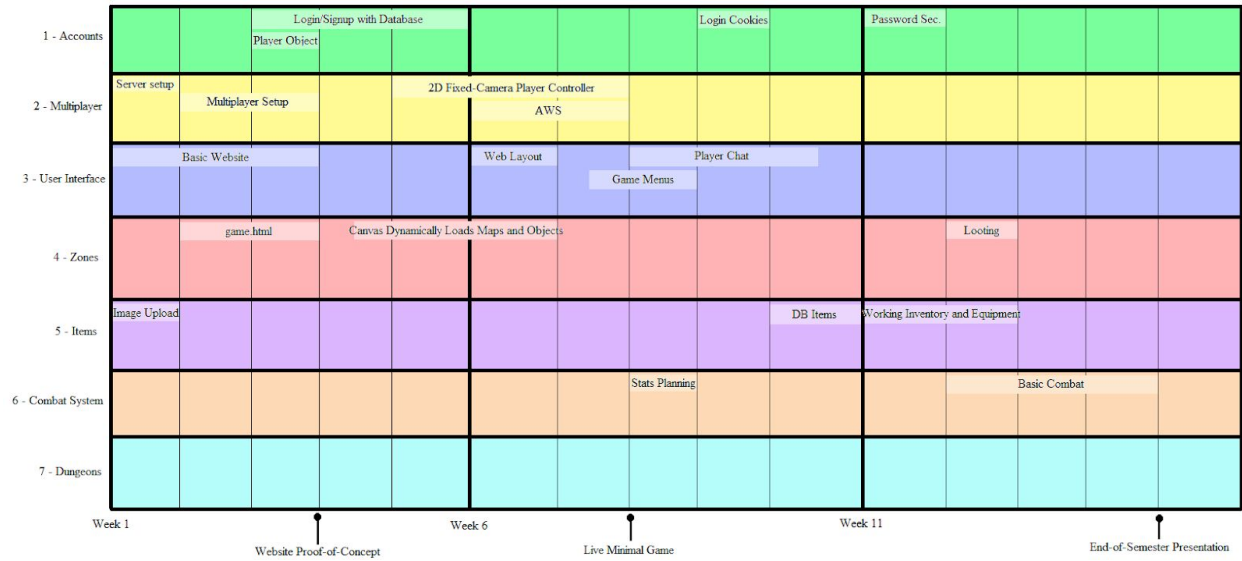 Login/Signup with Database
Login Cookies
Password Sec.
1 - Accounts
Player Object
Server setup
2D Fixed-Camera Player Controller
2 - Multiplayer
Multiplayer Setup
AWS
Basic Website
Web Layout
Player Chat
3 - User Interface
Game Menus
game.html
Canvas Dynamically Loads Maps and Objects
Looting
4 - Zones
Image Upload
DB Items
Working Inventory and Equipment
5 - Items
Stats Planning
Basic Combat
6 - Combat System
7 - Dungeons
Week 1
Week 6
Week 11
Website Proof-of-Concept
Live Minimal Game
End-of-Semester Presentation